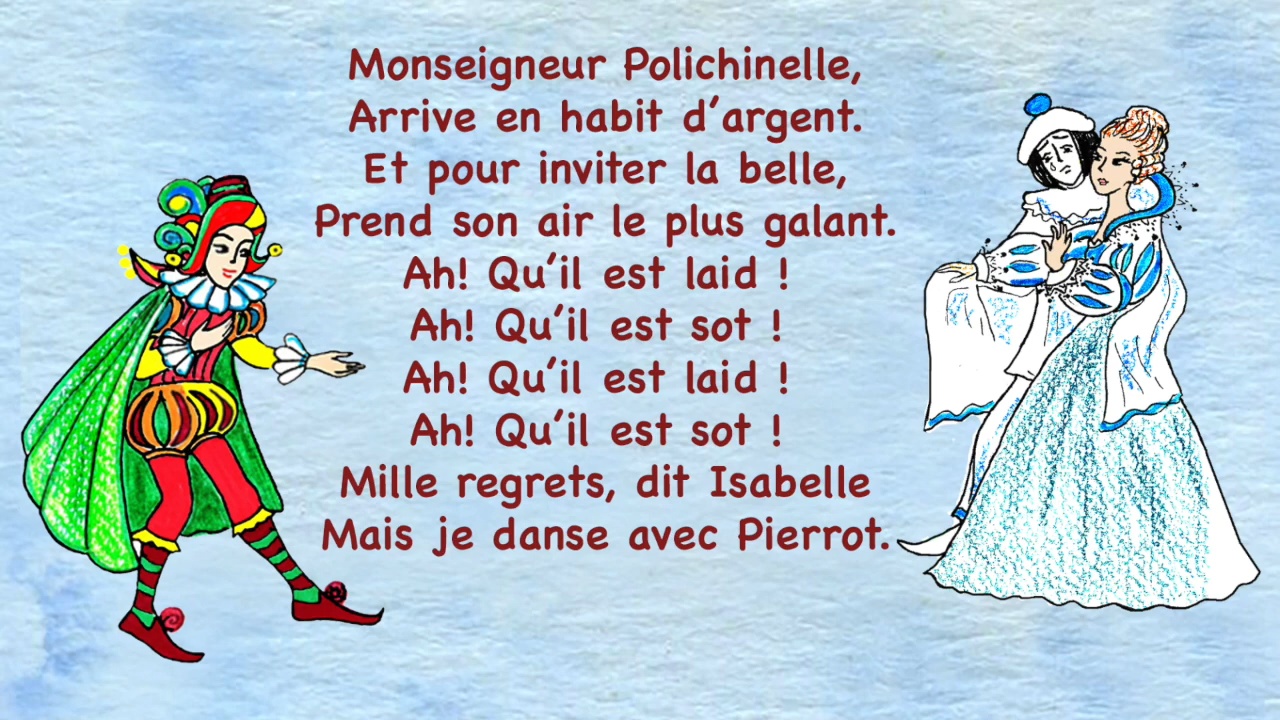 Monseigneur Polichinelle,
Arrive en habit d'argent.
Et pour inviter la belle,
Prend son air le plus galant.
Ah! Qu'il est laid !
Ah! Qu'il est sot !
Ah! Qu'il est laid !
Ah! Qu'il est sot !
Mille regrets, dit Isabelle
Mais je danse avec Pierrot.